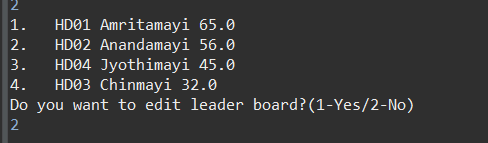 2
1.   HD01 Amritamayi 65.0
2.   HD02 Anandamayi 56.0
3.   HD04 Jyothimayi 45.0
4.   HD03 Chinmayi 32.0
Do you want to edit leader board?(1-Yes/2-No)
2